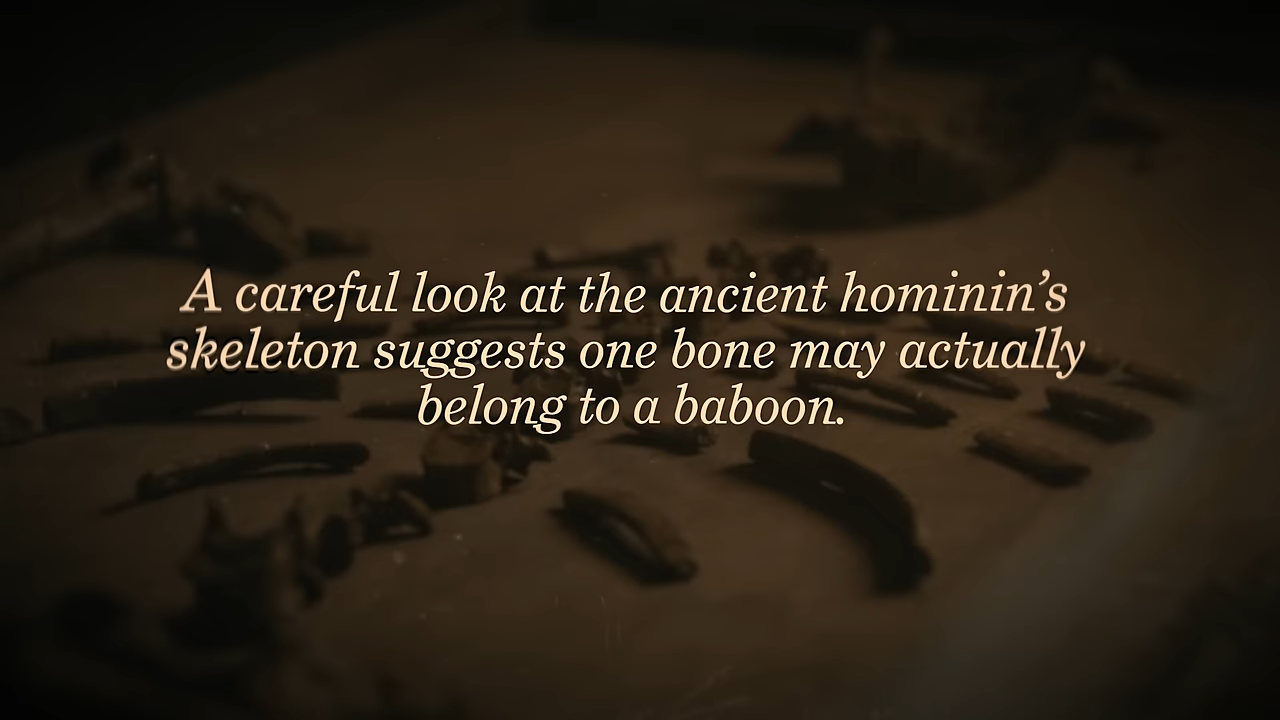 A careful look at the ancient hominin’s
skeleton suggests one bone may actually
belong to a baboon.